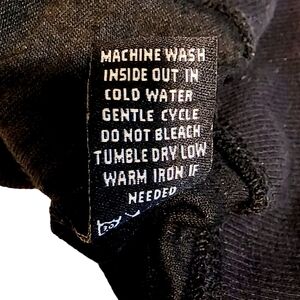 MACHINE WASH
INSIDE OUT IN
COLD WATER
GENTLE CYCLE
DO NOT BLEACH
TUMBLE DRY LOW
WARM IRON IF
NEEDED
20